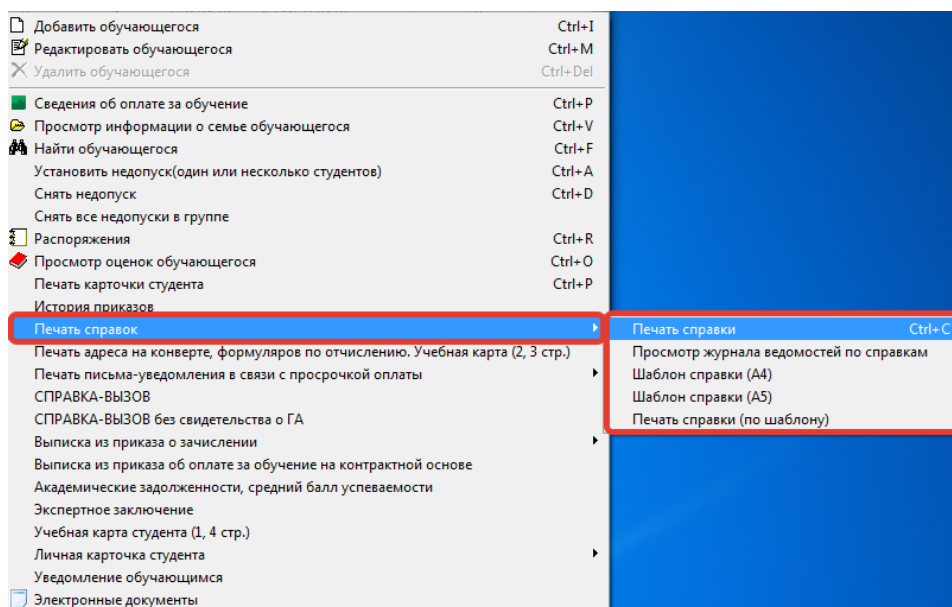 Добавить обучающегося Ctrl+I
Редактировать обучающегося Ctrl+M
Удалить обучающегося Ctrl+Del
Сведения об оплате за обучение Ctrl+P
Просмотр информации о семье обучающегося Ctrl+V
Найти обучающегося Ctrl+F
Установить недопуск(один или несколько студентов) Ctrl+A
Снять недопуск Ctrl+D
Снять все недопуски в группе
Распоряжения Ctrl+R
Просмотр оценок обучающегося Ctrl+O
Печать карточки студента Ctrl+P
История приказов
Печать справок
Печать адреса на конверте, формуляров по отчислению. Учебная карта (2, 3 стр.)
Печать письма-уведомления в связи с просрочкой оплаты
СПРАВКА-ВЫЗОВ
СПРАВКА-ВЫЗОВ без свидетельства о ГА
Выписка из приказа о зачислении
Выписка из приказа об оплате за обучение на контрактной основе
Академические задолженности, средний балл успеваемости
Экспертное заключение
Учебная карта студента (1, 4 стр.)
Личная карточка студента
Уведомление обучающимся
Электронные документы
Печать справки Ctrl+C
Просмотр журнала ведомостей по справкам
Шаблон справки (А4)
Шаблон справки (А5)
Печать справки (по шаблону)